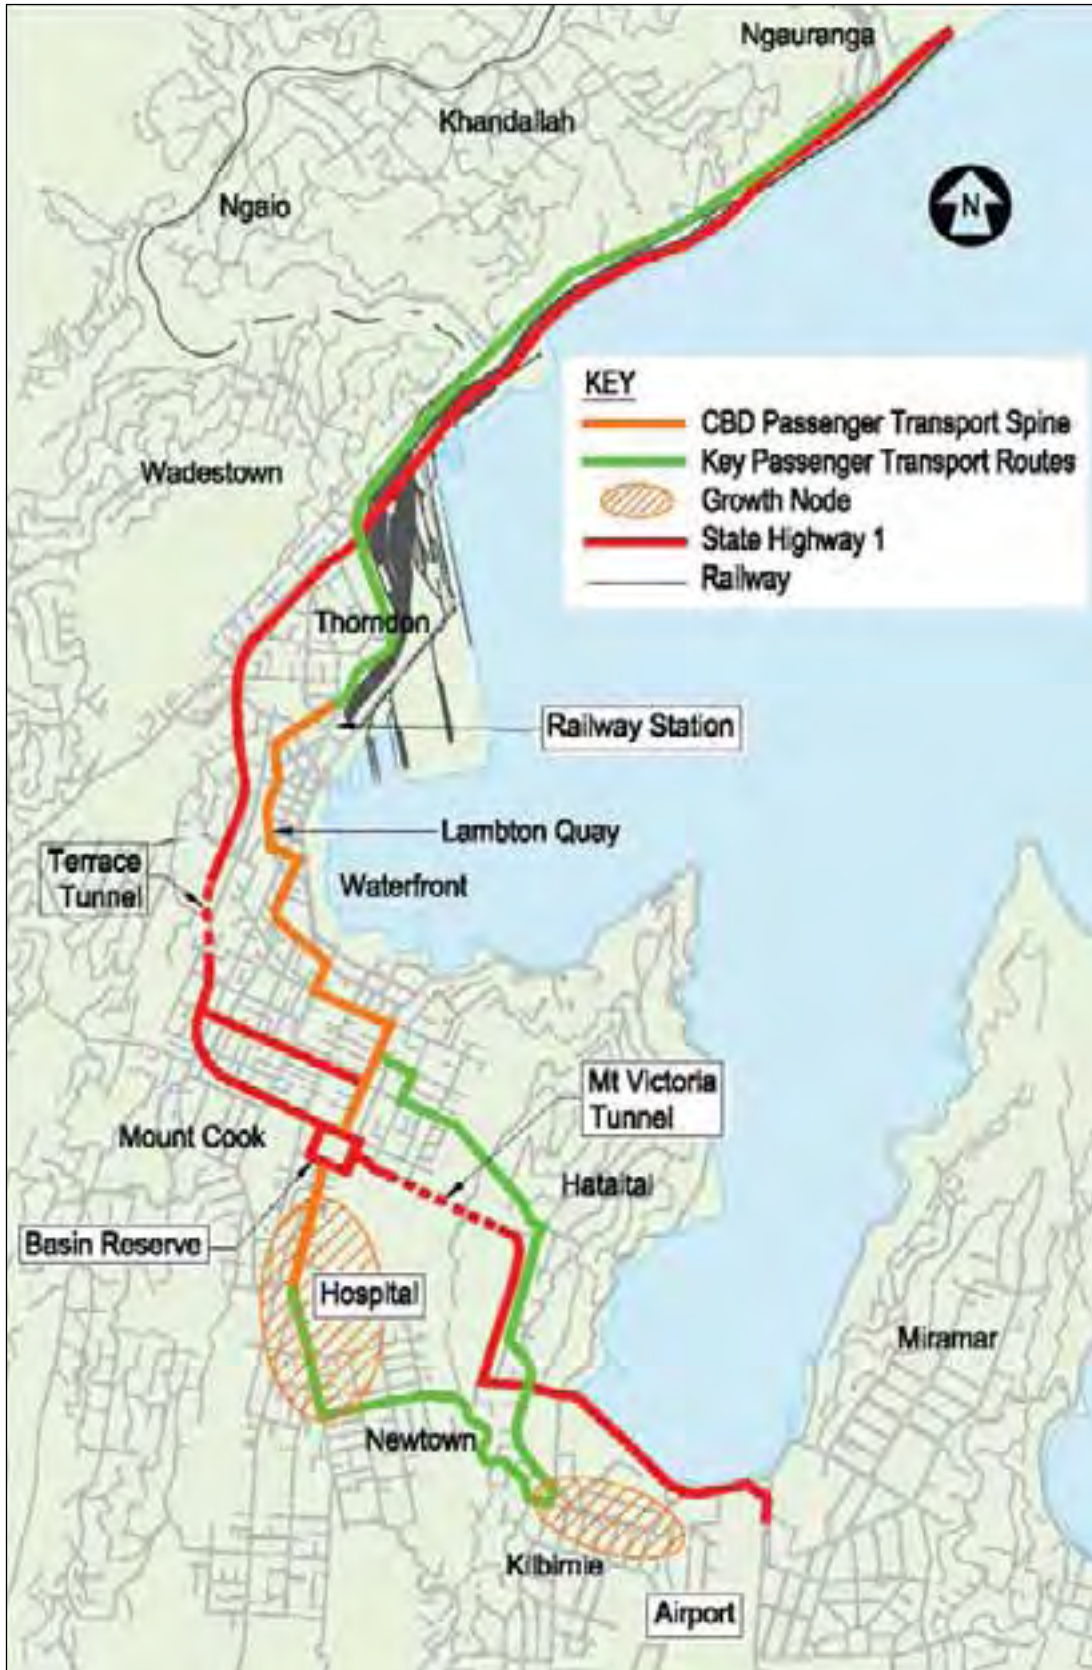 Ngauranga
Khandallah
Ngaio
N
KEY
CBD Passenger Transport Spine
Key Passenger Transport Routes
Growth Node
State Highway 1
Railway
Wadestown
Thorndon
Railway Station
Lambton Quay
Terrace
Tunnel
Waterfront
Mt Victoria
Tunnel
Mount Cook
Hataitai
Basin Reserve
Hospital
Miramar
Newtown
Kilbirnie
Airport